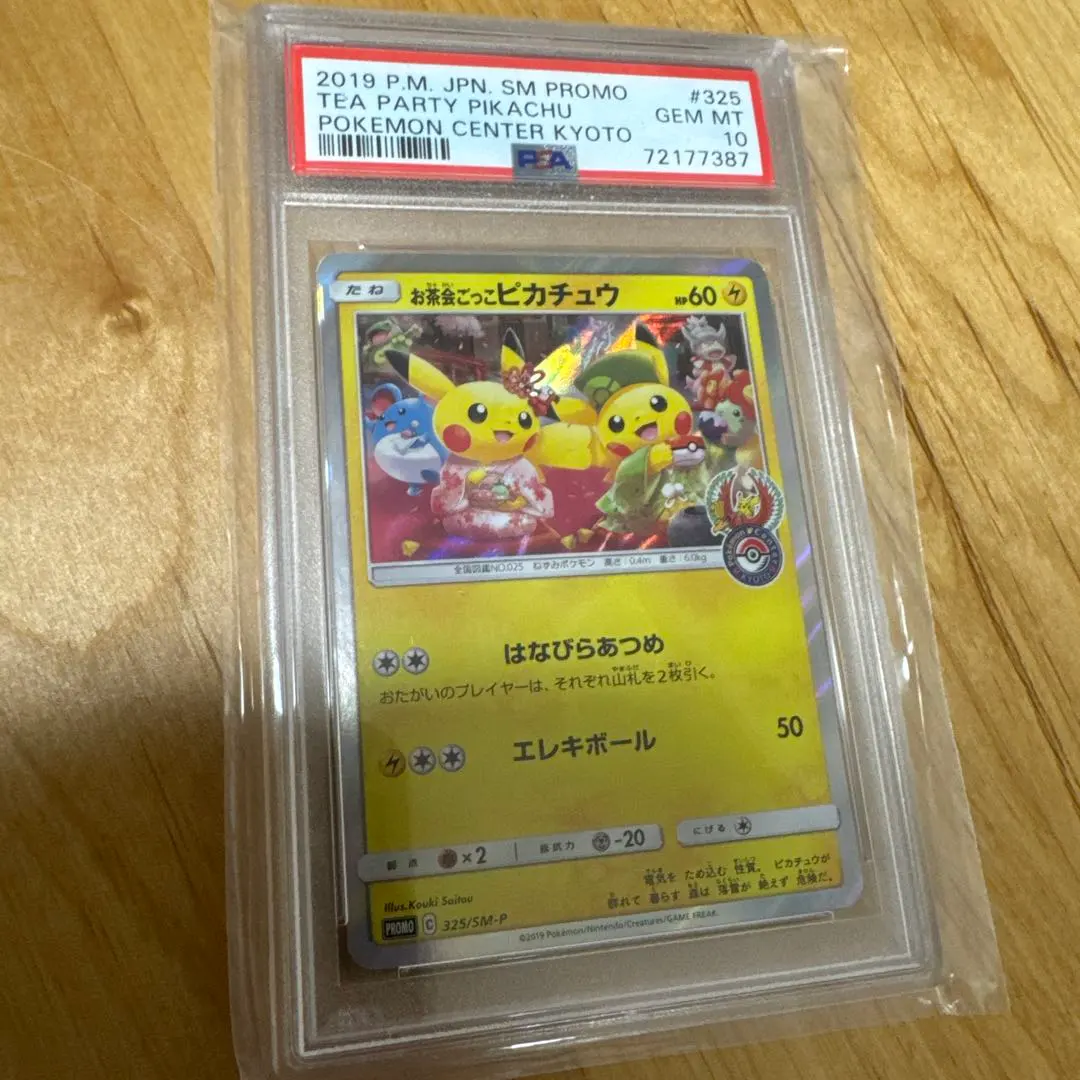 2019 P.M. JPN. SM PROMO #325
TEA PARTY PIKACHU GEM MT
POKEMON CENTER KYOTO 10
PSA 72177387
たね お茶会ごっこピカチュウ HP60
全国図鑑NO.025 ねずみポケモン 高さ:0.4m 重さ:6.0kg
Pokémon Center
KYOTO
はなびらあつめ
おたがいのプレイヤーは、それぞれ山札を2枚引く。
エレキボール 50
弱点 ×2 抵抗力 -20 にげる
電気を ため込む 性質。 ピカチュウが
群れて 暮らす 森は 落雷が 絶えず 危険だ。
Illus.Kouki Saitou
PROMO C 325/SM-P
©2019 Pokémon/Nintendo/Creatures/GAME FREAK.